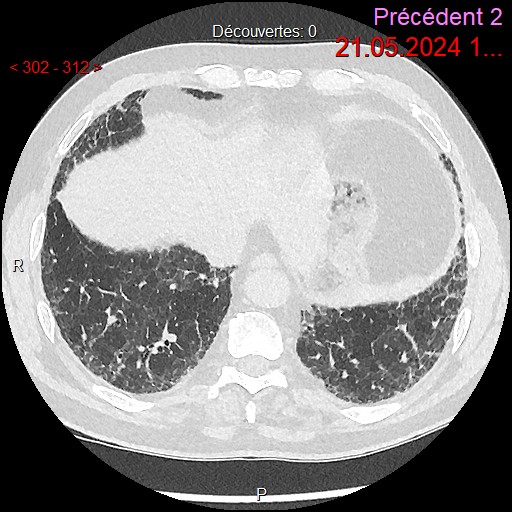 Précédent 2
Découvertes: 0
21.05.2024 1...
< 302 - 312 >
R
P